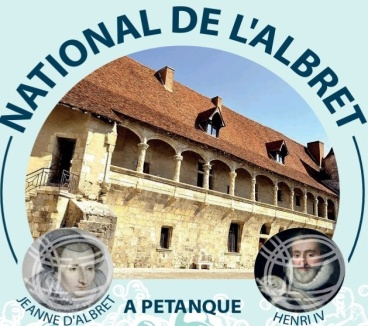 NATIONAL DE L'ALBRET
JEANNE D'ALBRET
A PETANQUE
HENRI IV